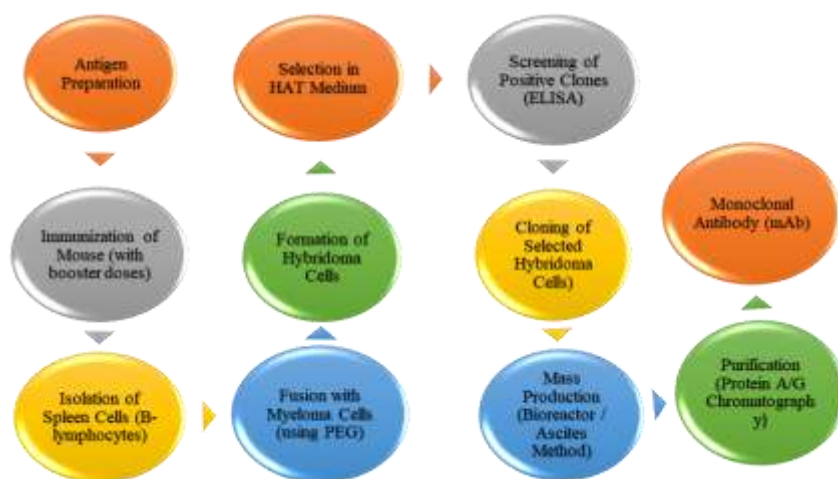 Antigen
Preparation
Immunization of
Mouse (with
booster doses)
Isolation of
Spleen Cells (B-
lymphocytes)
Fusion with
Myeloma Cells
(using PEG)
Formation of
Hybridoma
Cells
Selection in
HAT Medium
Screening of
Positive Clones
(ELISA)
Cloning of
Selected
Hybridoma
Cells)
Mass
Production
(Bioreactor /
Ascites
Method)
Purification
(Protein A/G
Chromatograph
y)
Monoclonal
Antibody (mAb)